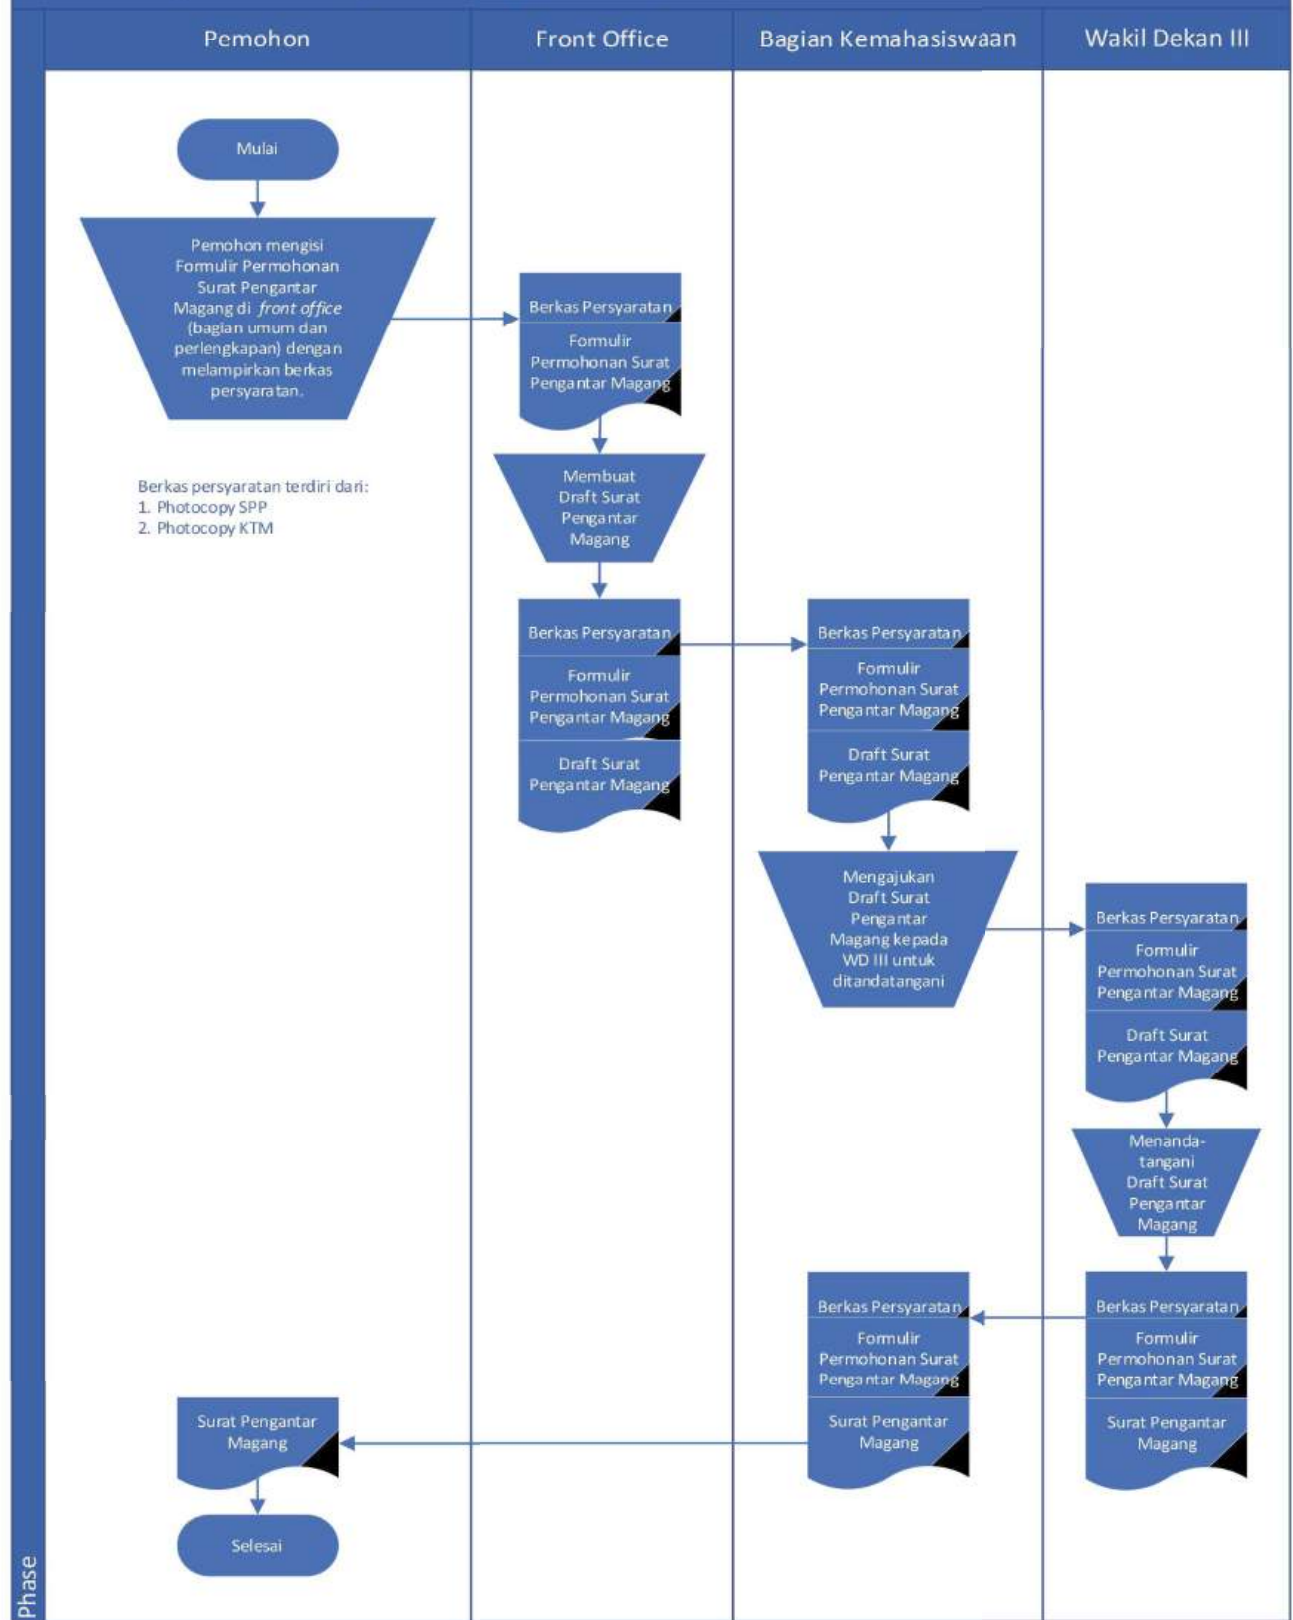 Pemohon
Front Office
Bagian Kemahasiswaan
Wakil Dekan III
Mulai
Pemohon mengisi
Formulir Permohonan
Surat Pengantar
Magang di front office
(bagian umum dan
perlengkapan) dengan
melampirkan berkas
persyaratan.
Berkas persyaratan terdiri dari:
1. Photocopy SPP
2. Photocopy KTM
Berkas Persyaratan
Formulir
Permohonan Surat
Pengantar Magang
Membuat
Draft Surat
Pengantar
Magang
Berkas Persyaratan
Formulir
Permohonan Surat
Pengantar Magang
Draft Surat
Pengantar Magang
Berkas Persyaratan
Formulir
Permohonan Surat
Pengantar Magang
Draft Surat
Pengantar Magang
Mengajukan
Draft Surat
Pengantar
Magang kepada
WD III untuk
ditandatangani
Berkas Persyaratan
Formulir
Permohonan Surat
Pengantar Magang
Draft Surat
Pengantar Magang
Menanda-
tangani
Draft Surat
Pengantar
Magang
Berkas Persyaratan
Formulir
Permohonan Surat
Pengantar Magang
Surat Pengantar
Magang
Berkas Persyaratan
Formulir
Permohonan Surat
Pengantar Magang
Surat Pengantar
Magang
Surat Pengantar
Magang
Selesai
Phase